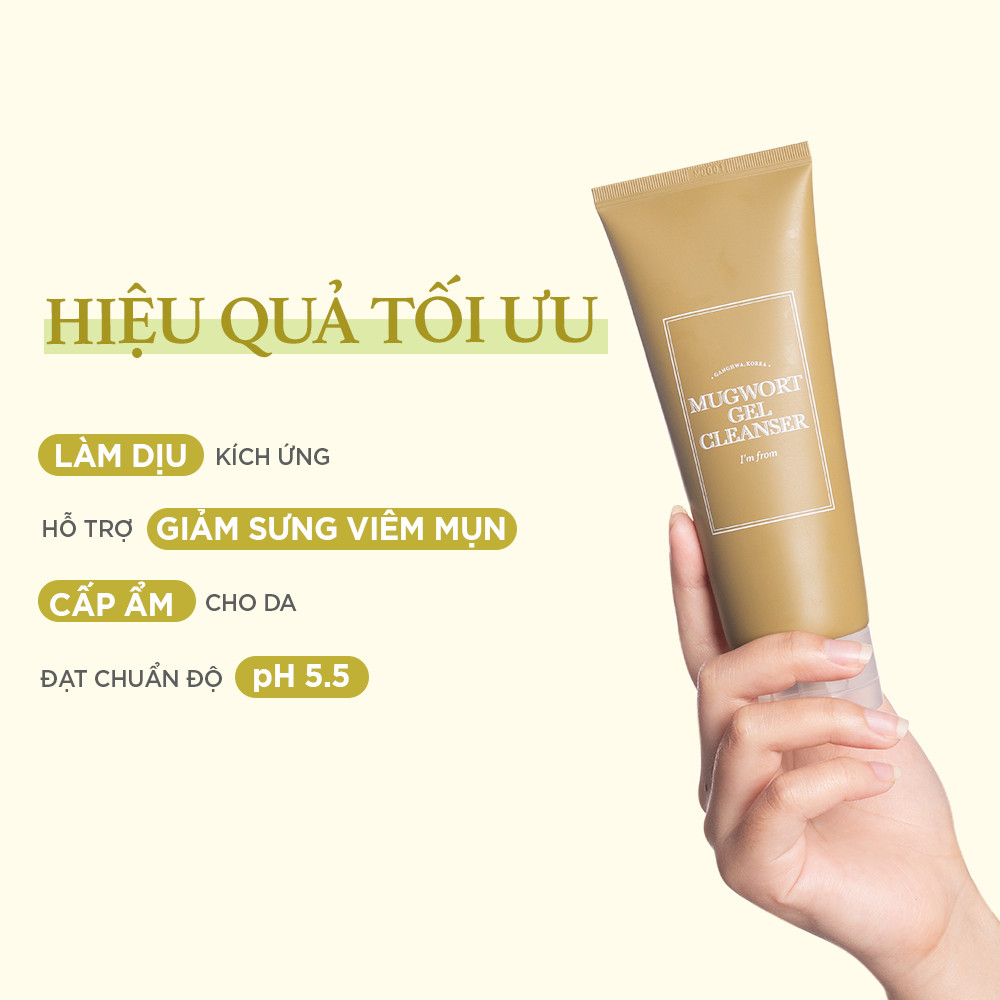 HIỆU QUẢ TỐI ƯU
LÀM DỊU KÍCH ỨNG
HỖ TRỢ GIẢM SƯNG VIÊM MỤN
CẤP ẨM CHO DA
ĐẠT CHUẨN ĐỘ pH 5.5
GANGHWA, KOREA
MUGWORT
GEL
CLEANSER
I'm from